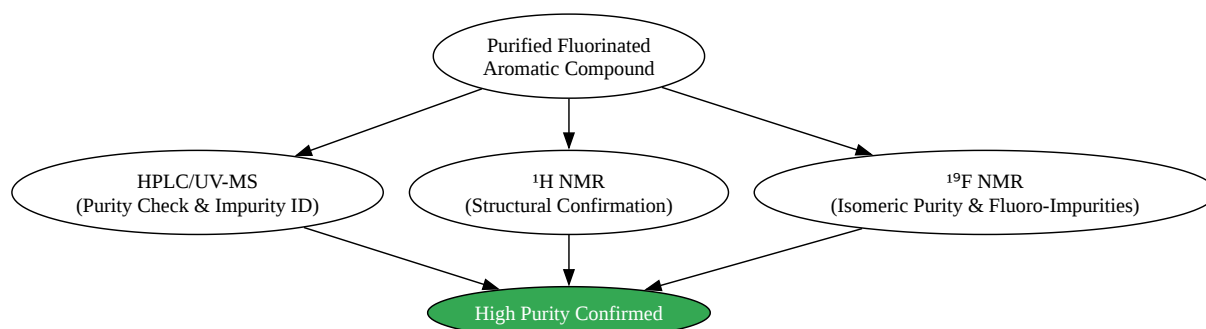 Purified Fluorinated
Aromatic Compound
HPLC/UV-MS
(Purity Check & Impurity ID)
¹H NMR
(Structural Confirmation)
¹⁹F NMR
(Isomeric Purity & Fluoro-Impurities)
High Purity Confirmed